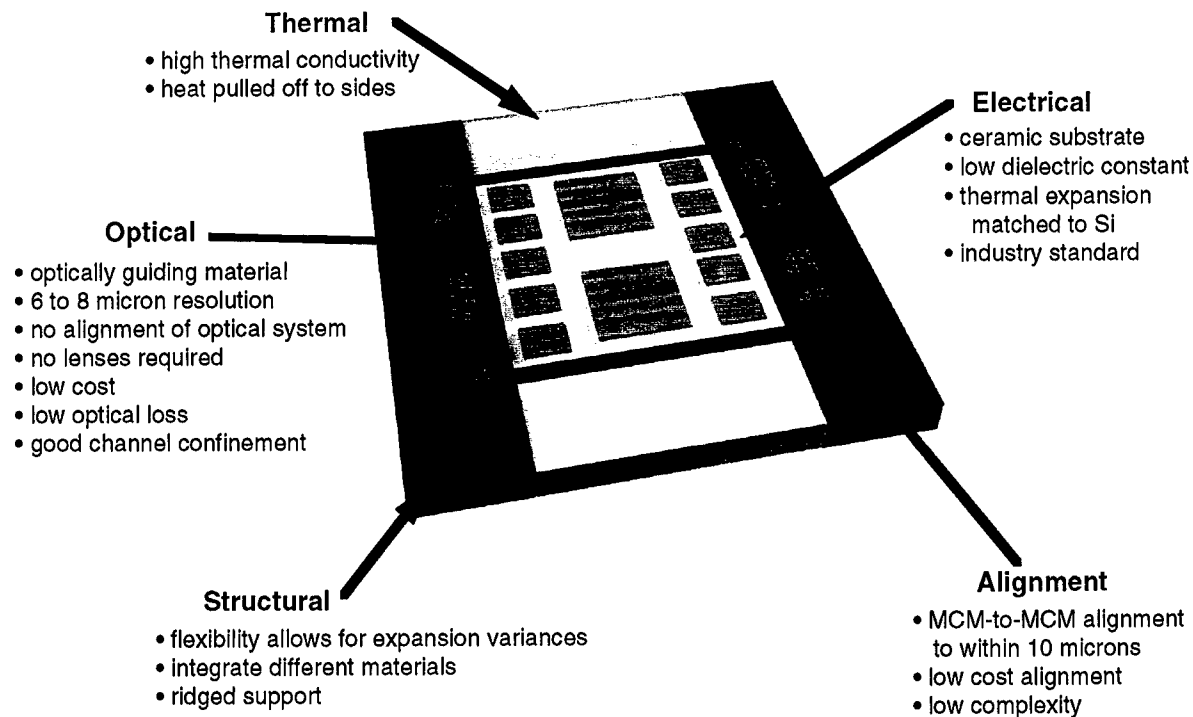 Thermal
• high thermal conductivity
• heat pulled off to sides
Electrical
• ceramic substrate
• low dielectric constant
• thermal expansion
matched to Si
• industry standard
Optical
• optically guiding material
• 6 to 8 micron resolution
• no alignment of optical system
• no lenses required
• low cost
• low optical loss
• good channel confinement
Structural
• flexibility allows for expansion variances
• integrate different materials
• ridged support
Alignment
• MCM-to-MCM alignment
to within 10 microns
• low cost alignment
• low complexity